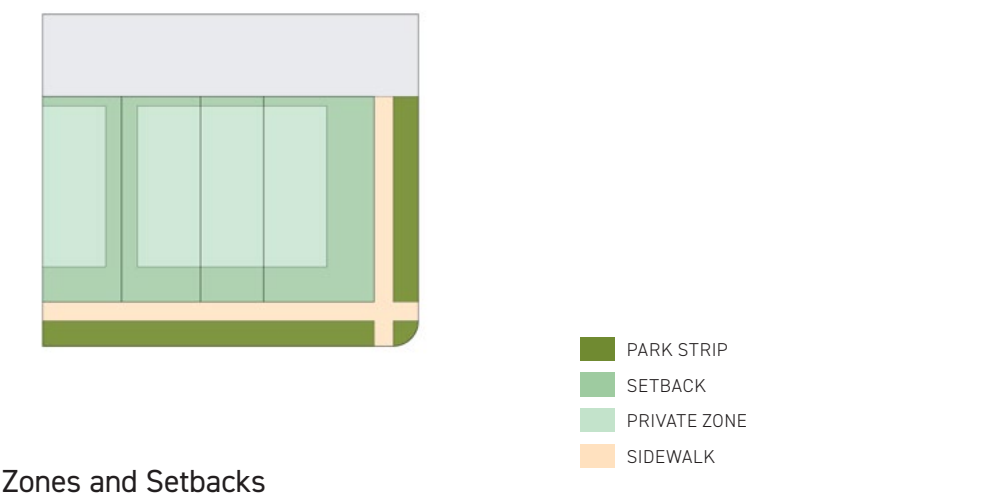 PARK STRIP
SETBACK
PRIVATE ZONE
SIDEWALK
Zones and Setbacks